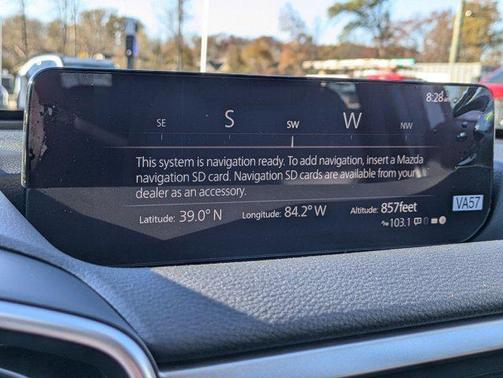 8:28am
SE S SW W NW
This system is navigation ready. To add navigation, insert a Mazda
navigation SD card. Navigation SD cards are available from your
dealer as an accessory.
Latitude: 39.0° N Longitude: 84.2° W Altitude: 857feet
VA57
103.1